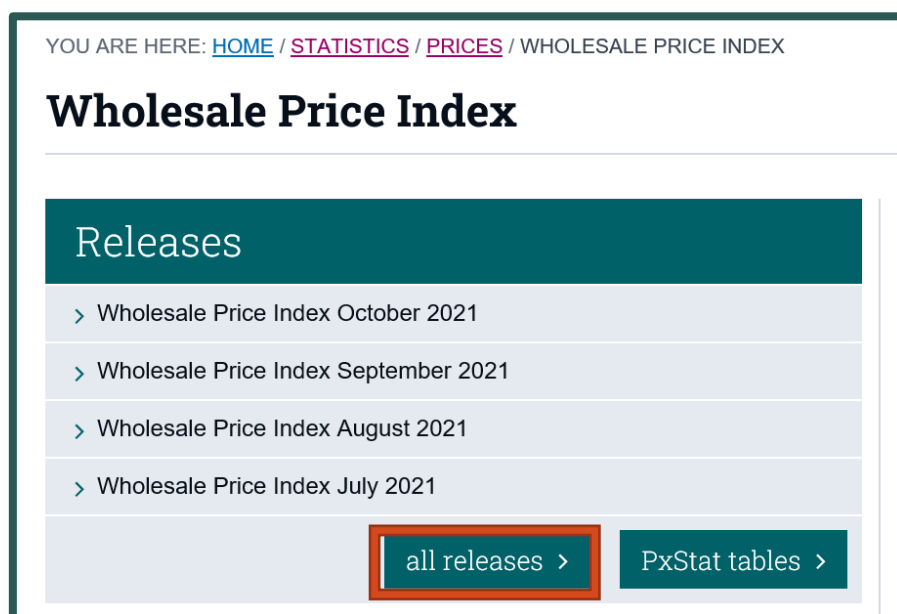 YOU ARE HERE: HOME / STATISTICS / PRICES / WHOLESALE PRICE INDEX
Wholesale Price Index
Releases
Wholesale Price Index October 2021
Wholesale Price Index September 2021
Wholesale Price Index August 2021
Wholesale Price Index July 2021
all releases > PxStat tables >